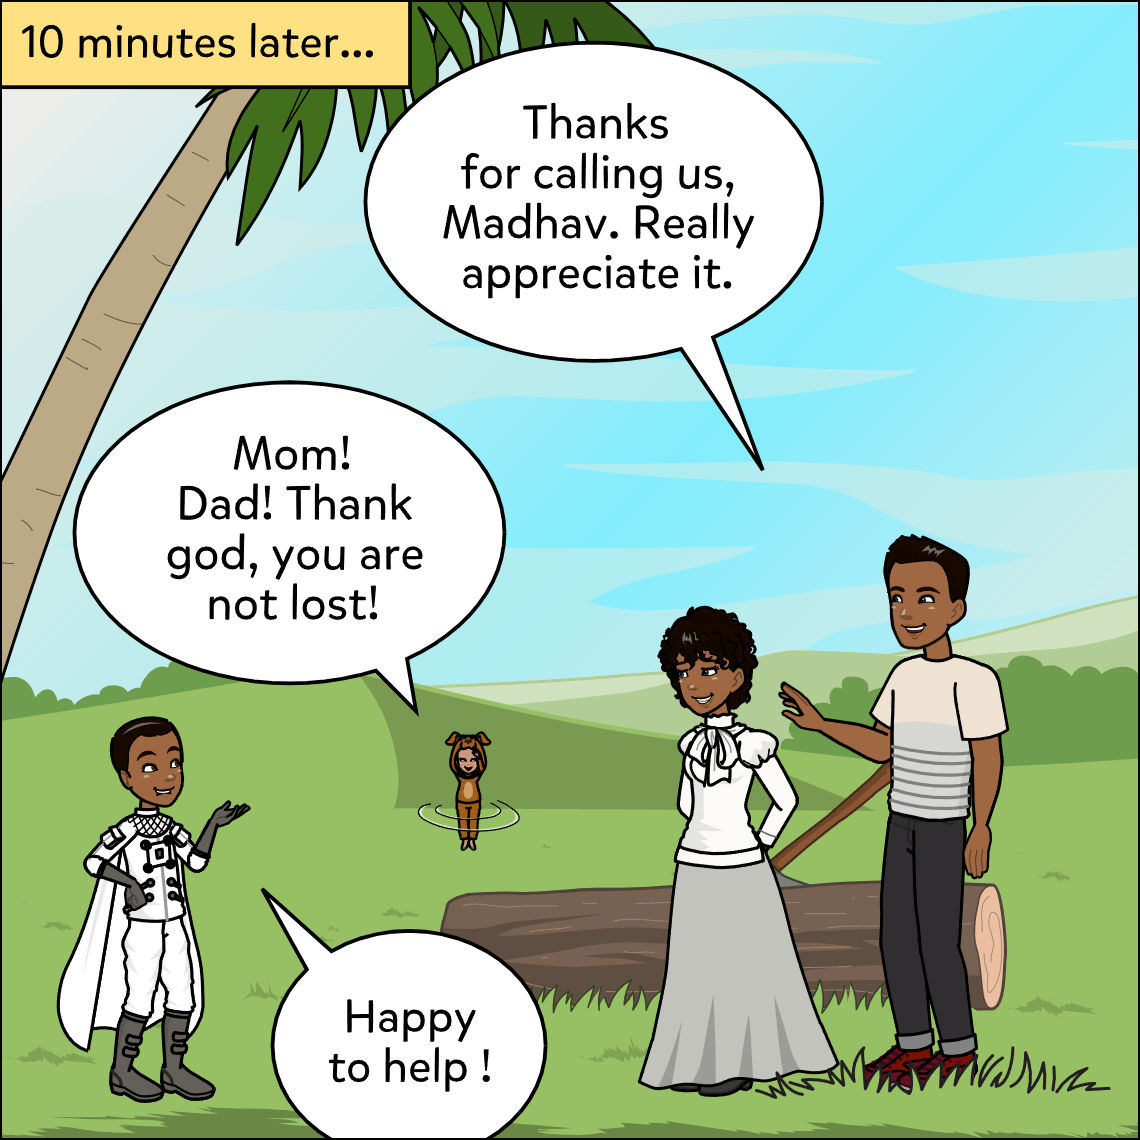 10 minutes later...
Thanks
for calling us,
Madhav. Really
appreciate it.
Mom!
Dad! Thank
god, you are
not lost!
Happy
to help !